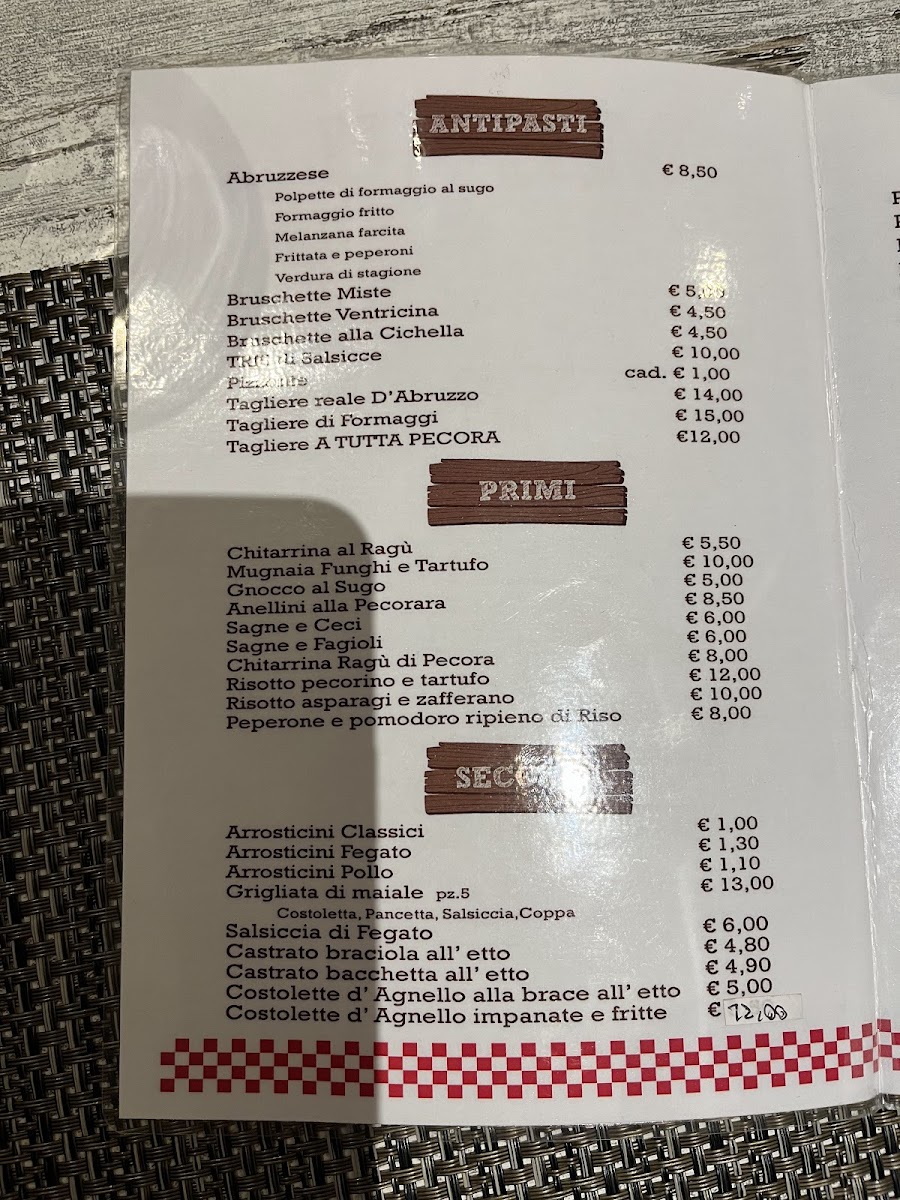 ANTIPASTI
Abruzzese € 8,50
Polpette di formaggio al sugo
Formaggio fritto
Melanzana farcita
Frittata e peperoni
Verdura di stagione
Bruschette Miste € 5,00
Bruschette Ventricina € 4,50
Bruschette alla Cichella € 4,50
TRIS di Salsicce € 10,00
cad. € 1,00
Tagliere reale D'Abruzzo € 14,00
Tagliere di Formaggi € 15,00
Tagliere A TUTTA PECORA €12,00
PRIMI
Chitarrina al Ragù € 5,50
Mugnaia Funghi e Tartufo € 10,00
Gnocco al Sugo € 5,00
Anellini alla Pecorara € 8,50
Sagne e Ceci € 6,00
Sagne e Fagioli € 6,00
Chitarrina Ragù di Pecora € 8,00
Risotto pecorino e tartufo € 12,00
Risotto asparagi e zafferano € 10,00
Peperone e pomodoro ripieno di Riso € 8,00
SECONDI
Arrosticini Classici € 1,00
Arrosticini Fegato € 1,30
Arrosticini Pollo € 1,10
Grigliata di maiale pz.5 € 13,00
Costoletta, Pancetta, Salsiccia,Coppa
Salsiccia di Fegato € 6,00
Castrato braciola all' etto € 4,80
Castrato bacchetta all' etto € 4,90
Costolette d' Agnello alla brace all' etto € 5,00
Costolette d' Agnello impanate e fritte € 12,00